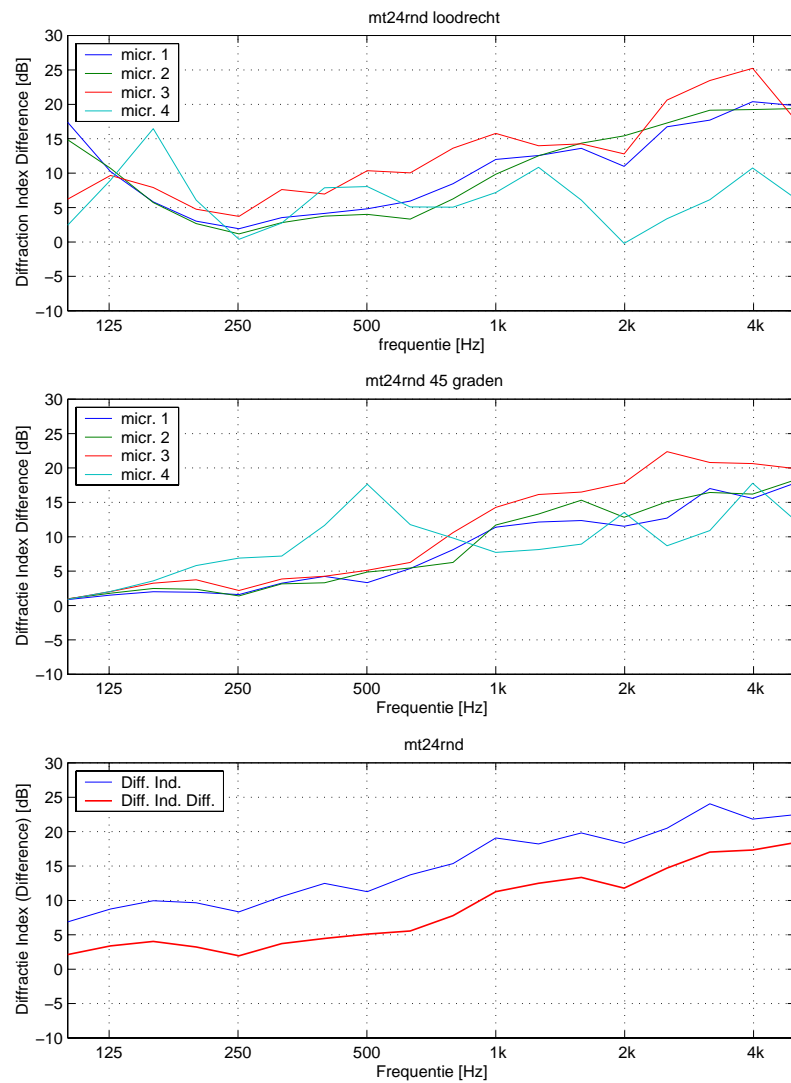 mt24rnd loodrecht
Diffraction Index Difference [dB]
30
25
20
15
10
5
0
−5
−10
micr. 1
micr. 2
micr. 3
micr. 4
125 250 500 1k 2k 4k
frequentie [Hz]
mt24rnd 45 graden
Diffractie Index Difference [dB]
30
25
20
15
10
5
0
−5
−10
micr. 1
micr. 2
micr. 3
micr. 4
125 250 500 1k 2k 4k
Frequentie [Hz]
mt24rnd
Diffractie Index (Difference) [dB]
30
25
20
15
10
5
0
−5
−10
Diff. Ind.
Diff. Ind. Diff.
125 250 500 1k 2k 4k
Frequentie [Hz]